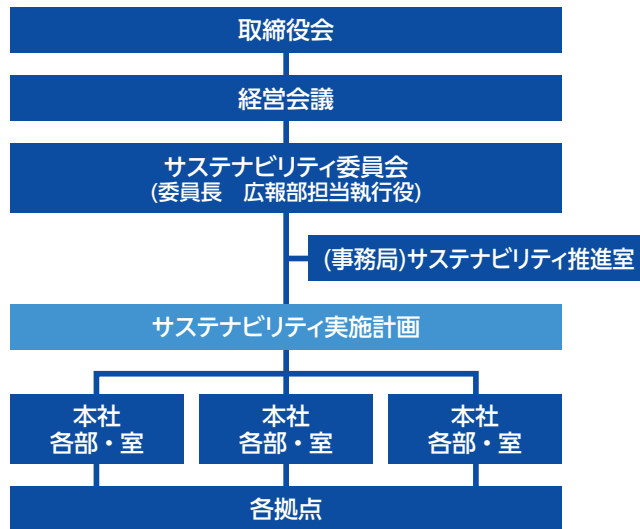 取締役会
経営会議
サステナビリティ委員会
(委員長　広報部担当執行役)
(事務局)サステナビリティ推進室
サステナビリティ実施計画
本社
各部・室
本社
各部・室
本社
各部・室
各拠点